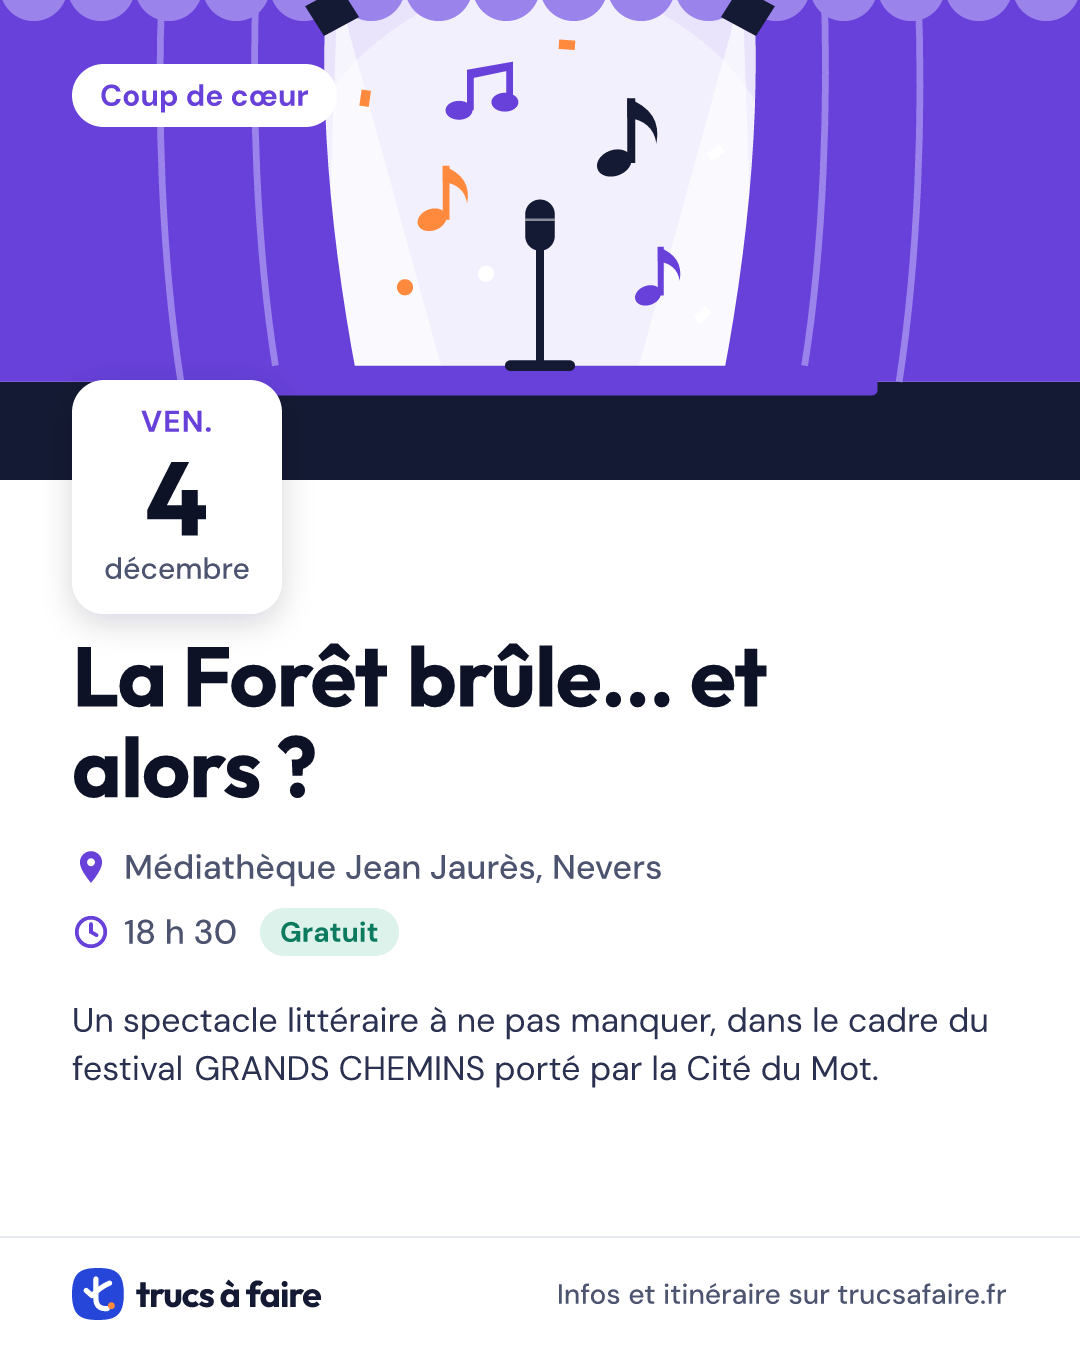 Coup de cœur
VEN.
4
décembre
La Forêt brûle... et
alors ?
Médiathèque Jean Jaurès, Nevers
18 h 30 Gratuit
Un spectacle littéraire à ne pas manquer, dans le cadre du
festival GRANDS CHEMINS porté par la Cité du Mot.
trucs à faire
Infos et itinéraire sur trucsafaire.fr